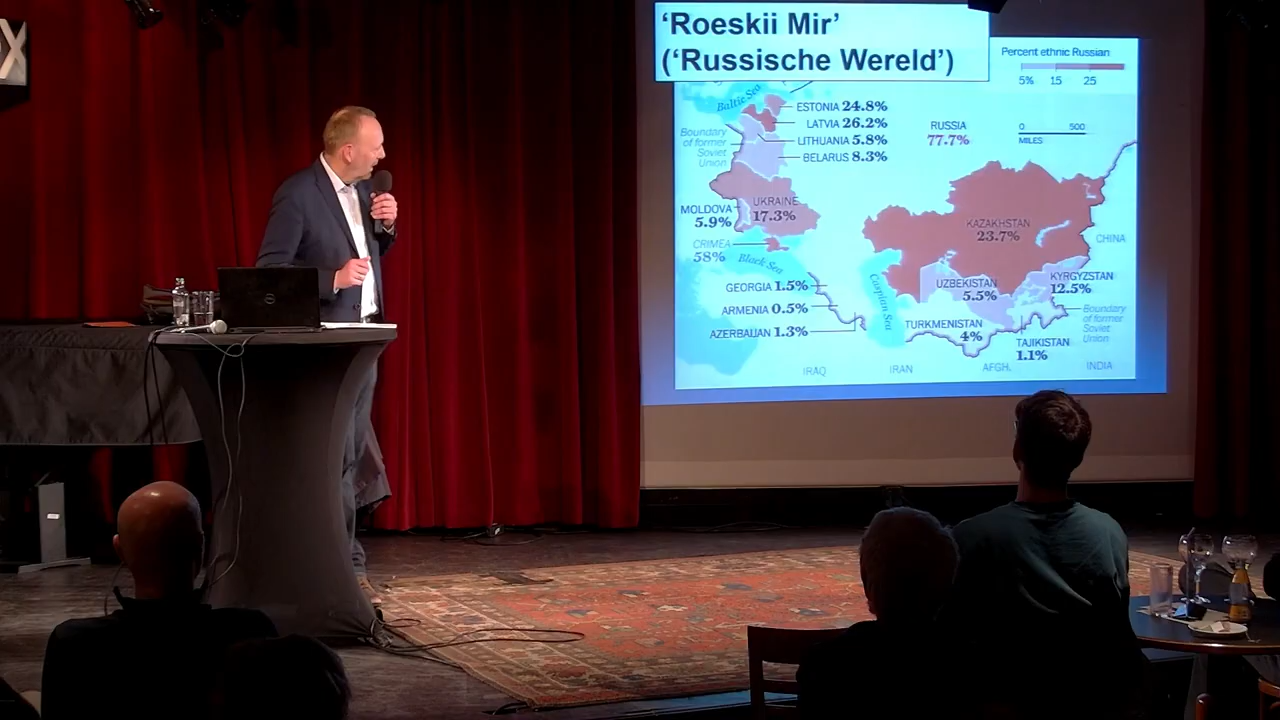 X
‘Roeskii Mir’
(‘Russische Wereld’)
Percent ethnic Russian
5% 15 25
Baltic Sea
ESTONIA 24.8%
LATVIA 26.2%
LITHUANIA 5.8%
BELARUS 8.3%
Boundary
of former
Soviet
Union
RUSSIA
77.7%
0 500
MILES
MOLDOVA
5.9%
UKRAINE
17.3%
CRIMEA
58%
Black Sea
KAZAKHSTAN
23.7%
CHINA
GEORGIA 1.5%
ARMENIA 0.5%
AZERBAIJAN 1.3%
Caspian Sea
UZBEKISTAN
5.5%
KYRGYZSTAN
12.5%
TURKMENISTAN
4%
TAJIKISTAN
1.1%
Boundary
of former
Soviet
Union
IRAQ
IRAN
AFGH.
INDIA
DELL